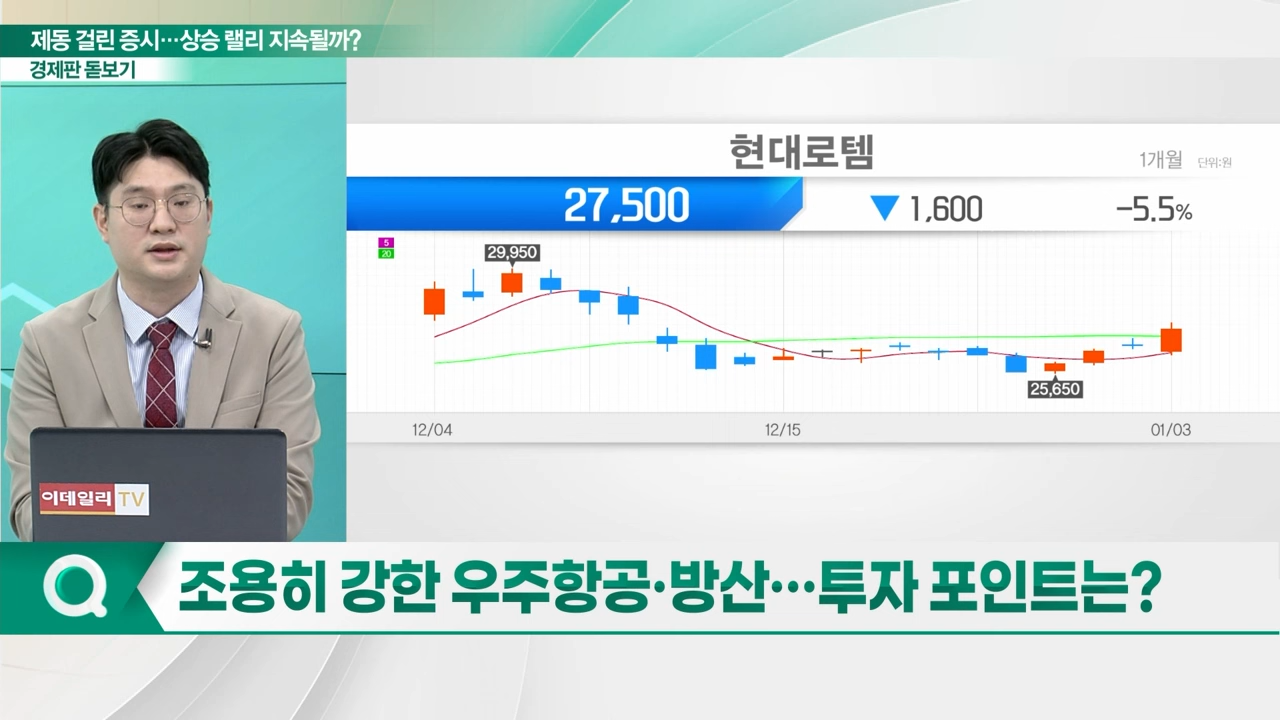 제동 걸린 증시…상승 랠리 지속될까?
경제판 돋보기
현대로템
1개월 단위:원
27,500 ▼ 1,600 -5.5%
5
20
29,950
25,650
12/04 12/15 01/03
이데일리 TV
조용히 강한 우주항공·방산…투자 포인트는?